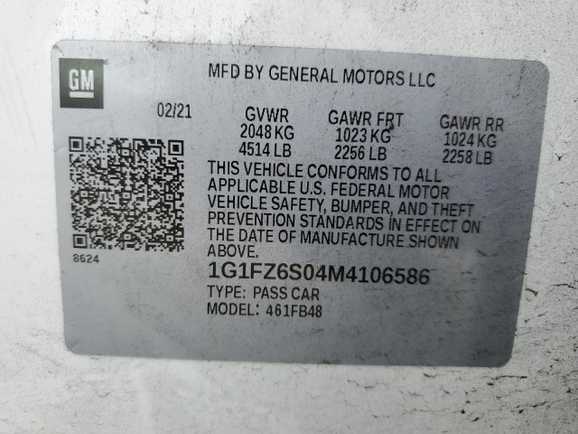 GM
MFD BY GENERAL MOTORS LLC
02/21 GVWR GAWR FRT GAWR RR
2048 KG 1023 KG 1024 KG
4514 LB 2256 LB 2258 LB
THIS VEHICLE CONFORMS TO ALL
APPLICABLE U.S. FEDERAL MOTOR
VEHICLE SAFETY, BUMPER, AND THEFT
PREVENTION STANDARDS IN EFFECT ON
THE DATE OF MANUFACTURE SHOWN
ABOVE.
8624
1G1FZ6S04M4106586
TYPE: PASS CAR
MODEL: 461FB48